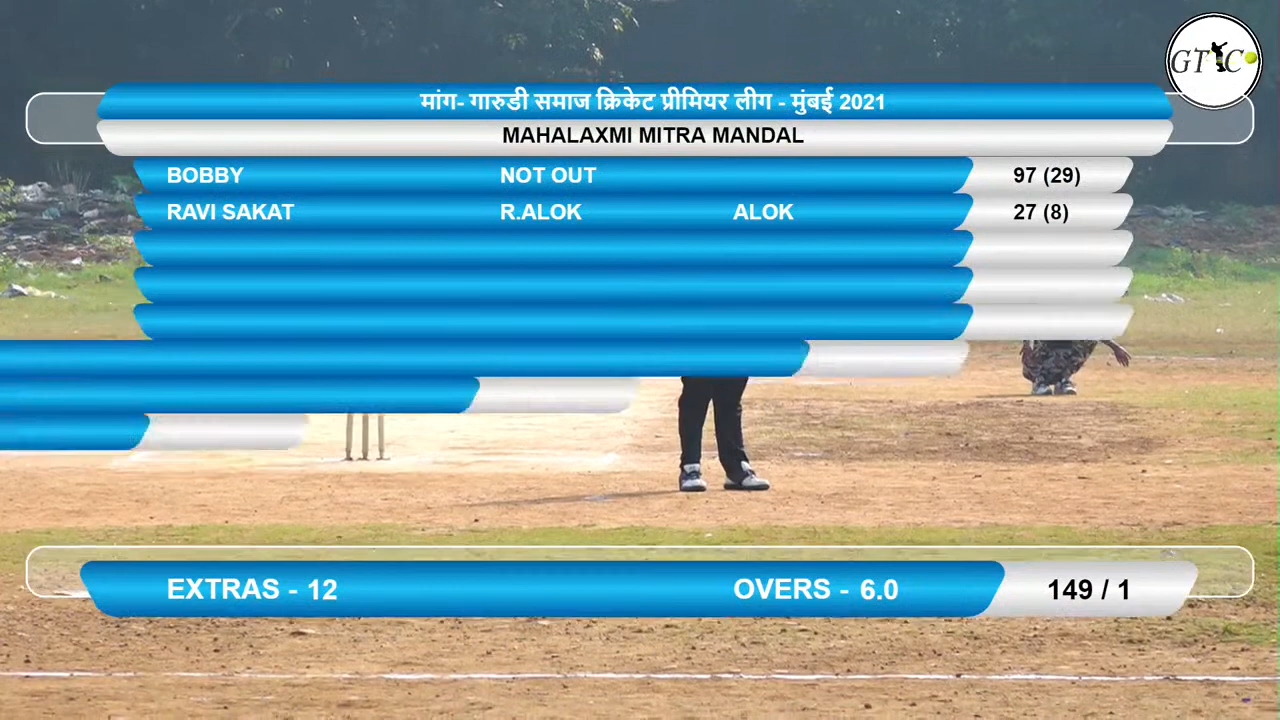 GTCC
मांग- गारुडी समाज क्रिकेट प्रीमियर लीग - मुंबई 2021
MAHALAXMI MITRA MANDAL
BOBBY NOT OUT 97 (29)
RAVI SAKAT R.ALOK ALOK 27 (8)
EXTRAS - 12 OVERS - 6.0 149 / 1